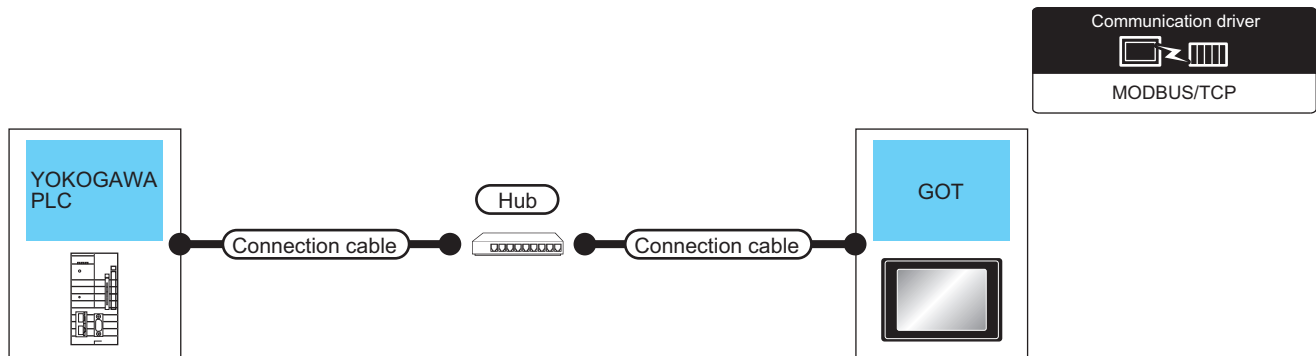 Communication driver
MODBUS/TCP
YOKOGAWA
PLC
Connection cable
Hub
Connection cable
GOT